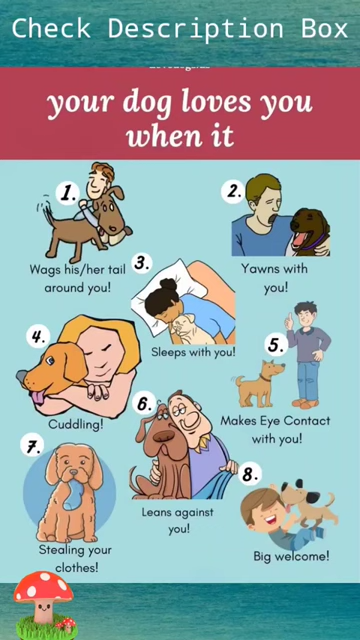 Check Description Box
your dog loves you
when it
1.
Wags his/her tail
around you!
2.
Yawns with
you!
3.
Sleeps with you!
4.
Cuddling!
5.
Makes Eye Contact
with you!
6.
Leans against
you!
7.
Stealing your
clothes!
8.
Big welcome!